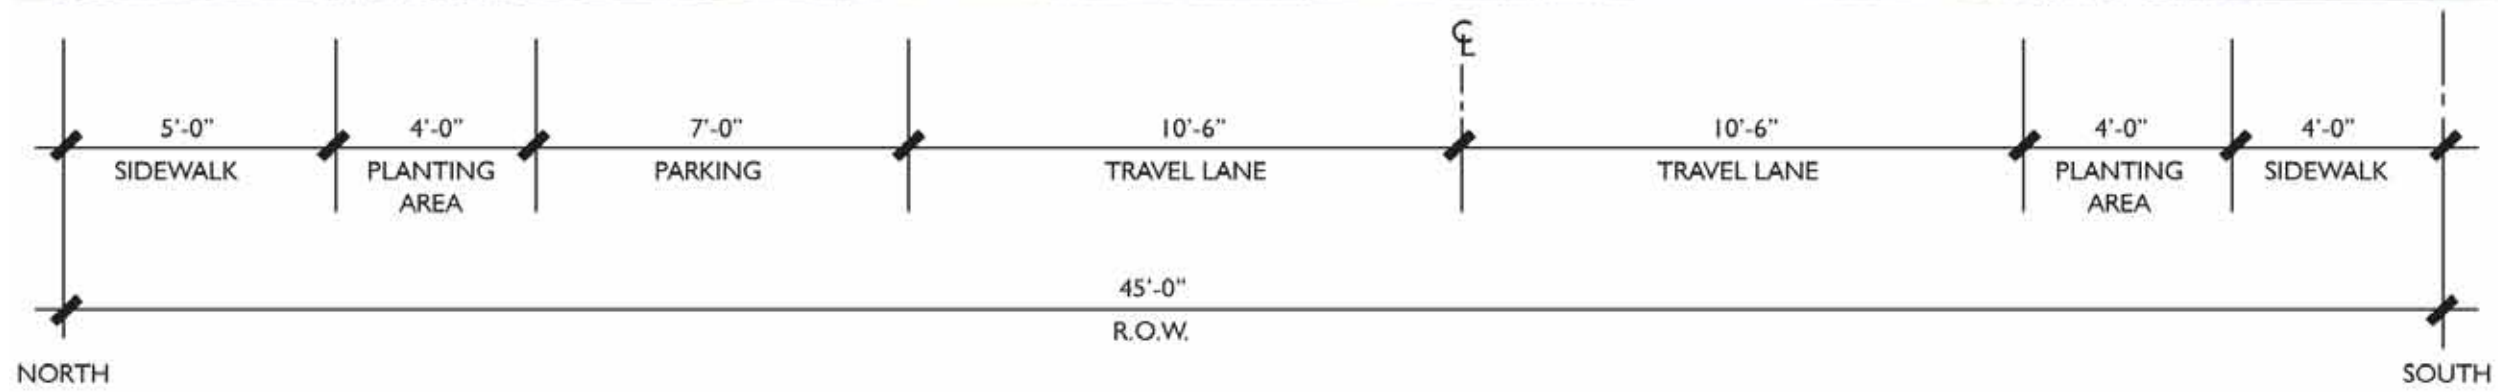 ℄
5'-0" 4'-0" 7'-0" 10'-6" 10'-6" 4'-0" 4'-0"
SIDEWALK PLANTING PARKING TRAVEL LANE TRAVEL LANE PLANTING SIDEWALK
AREA AREA
45'-0"
R.O.W.
NORTH SOUTH